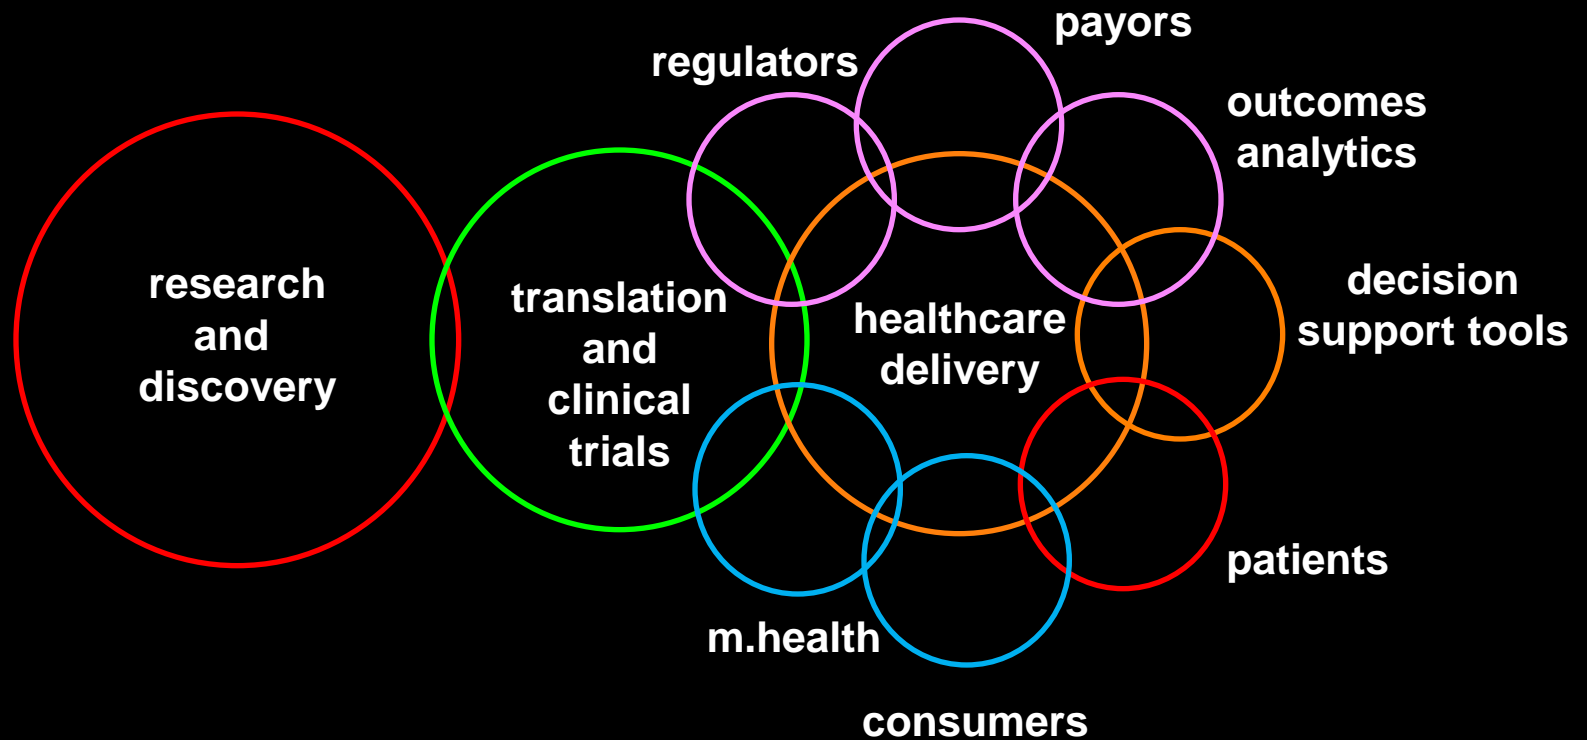 payors
regulators
outcomes
analytics
research
and
discovery
translation
and
clinical
trials
healthcare
delivery
decision
support tools
patients
m.health
consumers